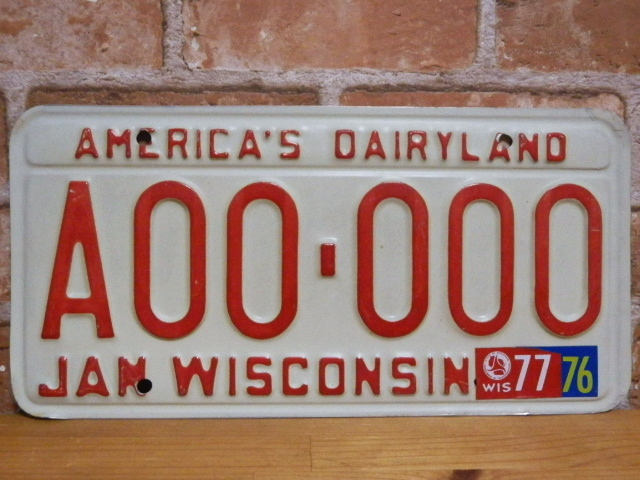 AMERICA'S DAIRYLAND
A00-000
JAN WISCONSIN WIS 77 76